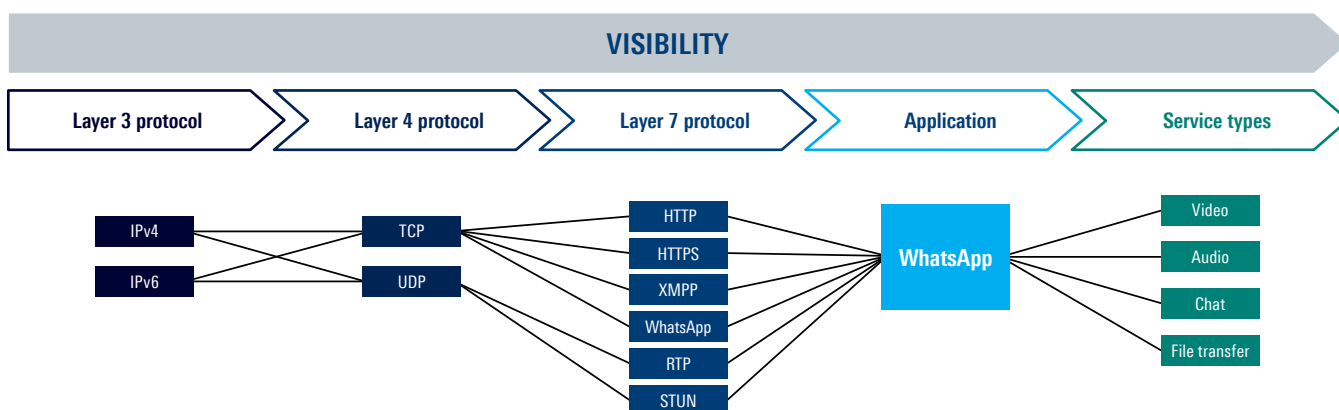 VISIBILITY
Layer 3 protocol
Layer 4 protocol
Layer 7 protocol
Application
Service types
IPv4
IPv6
TCP
UDP
HTTP
HTTPS
XMPP
WhatsApp
RTP
STUN
WhatsApp
Video
Audio
Chat
File transfer